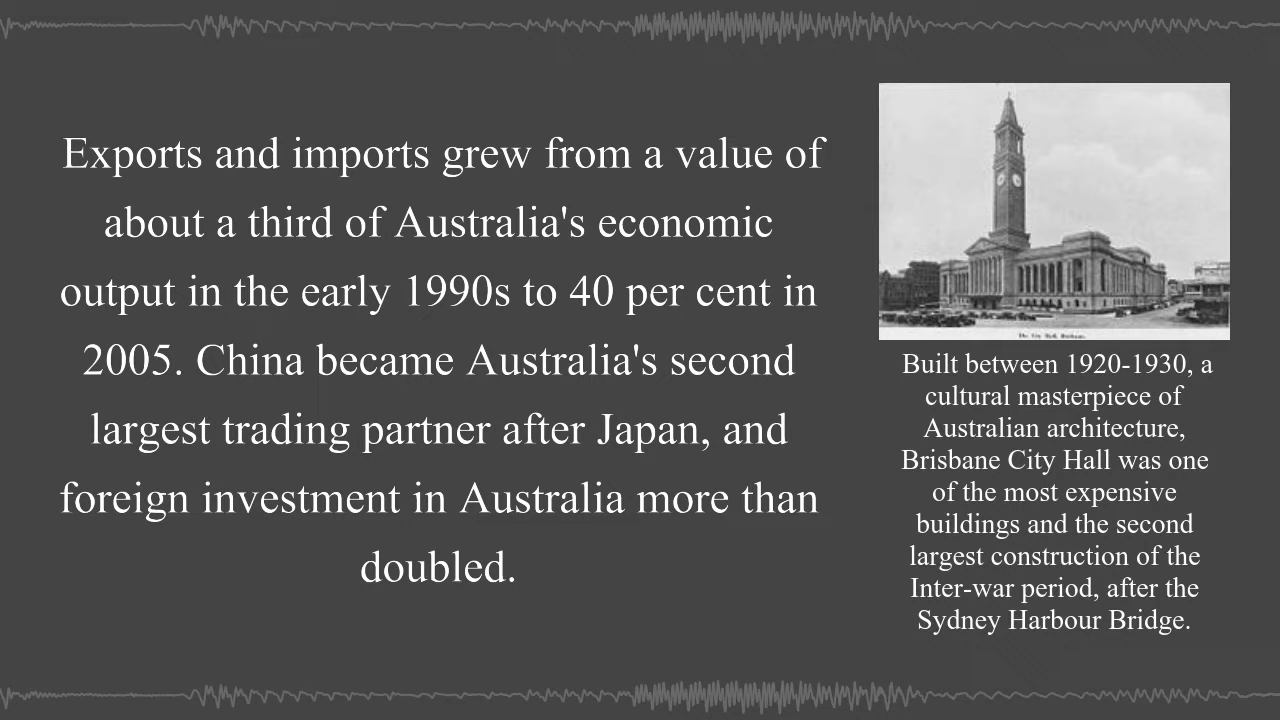 Exports and imports grew from a value of
about a third of Australia's economic
output in the early 1990s to 40 per cent in
2005. China became Australia's second
largest trading partner after Japan, and
foreign investment in Australia more than
doubled.
Built between 1920-1930, a
cultural masterpiece of
Australian architecture,
Brisbane City Hall was one
of the most expensive
buildings and the second
largest construction of the
Inter-war period, after the
Sydney Harbour Bridge.